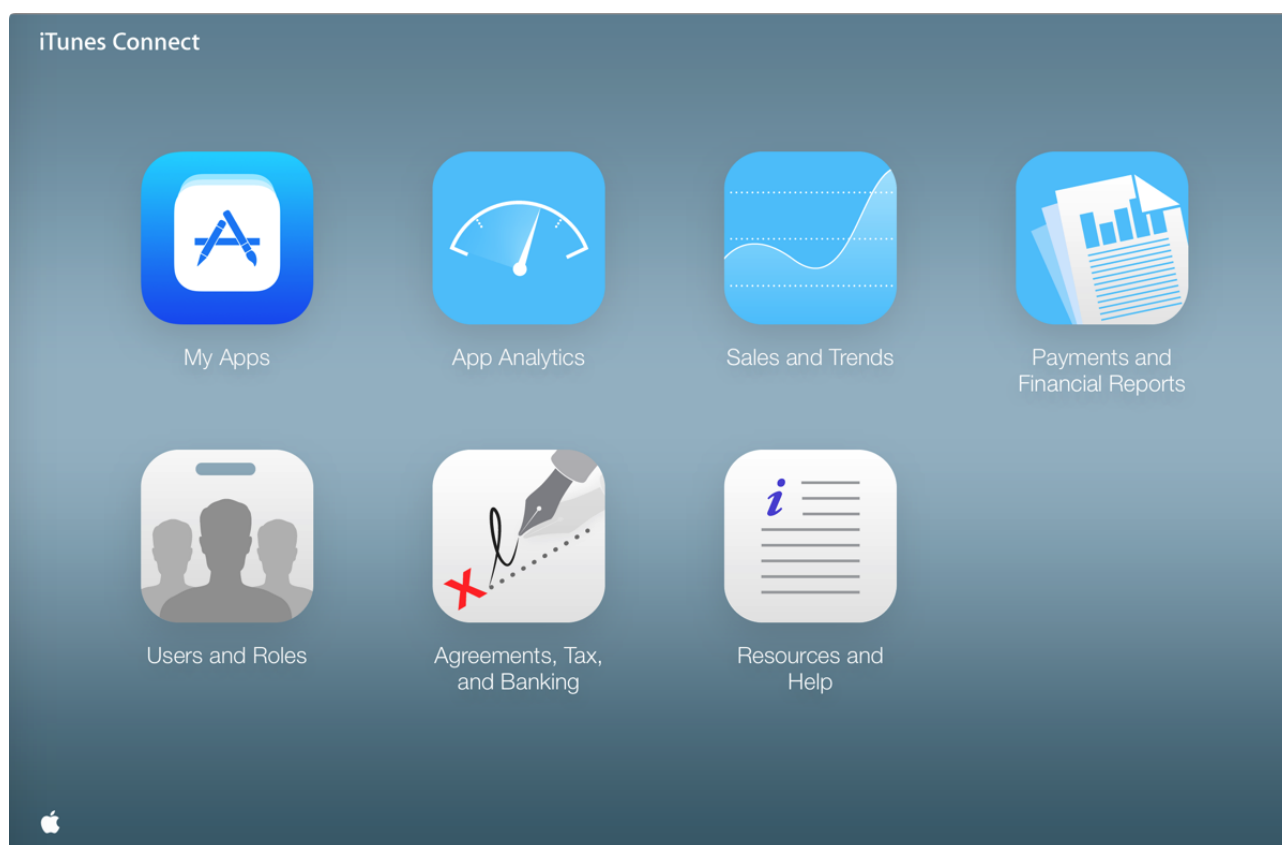 iTunes Connect
My Apps
App Analytics
Sales and Trends
Payments and
Financial Reports
Users and Roles
Agreements, Tax,
and Banking
Resources and
Help